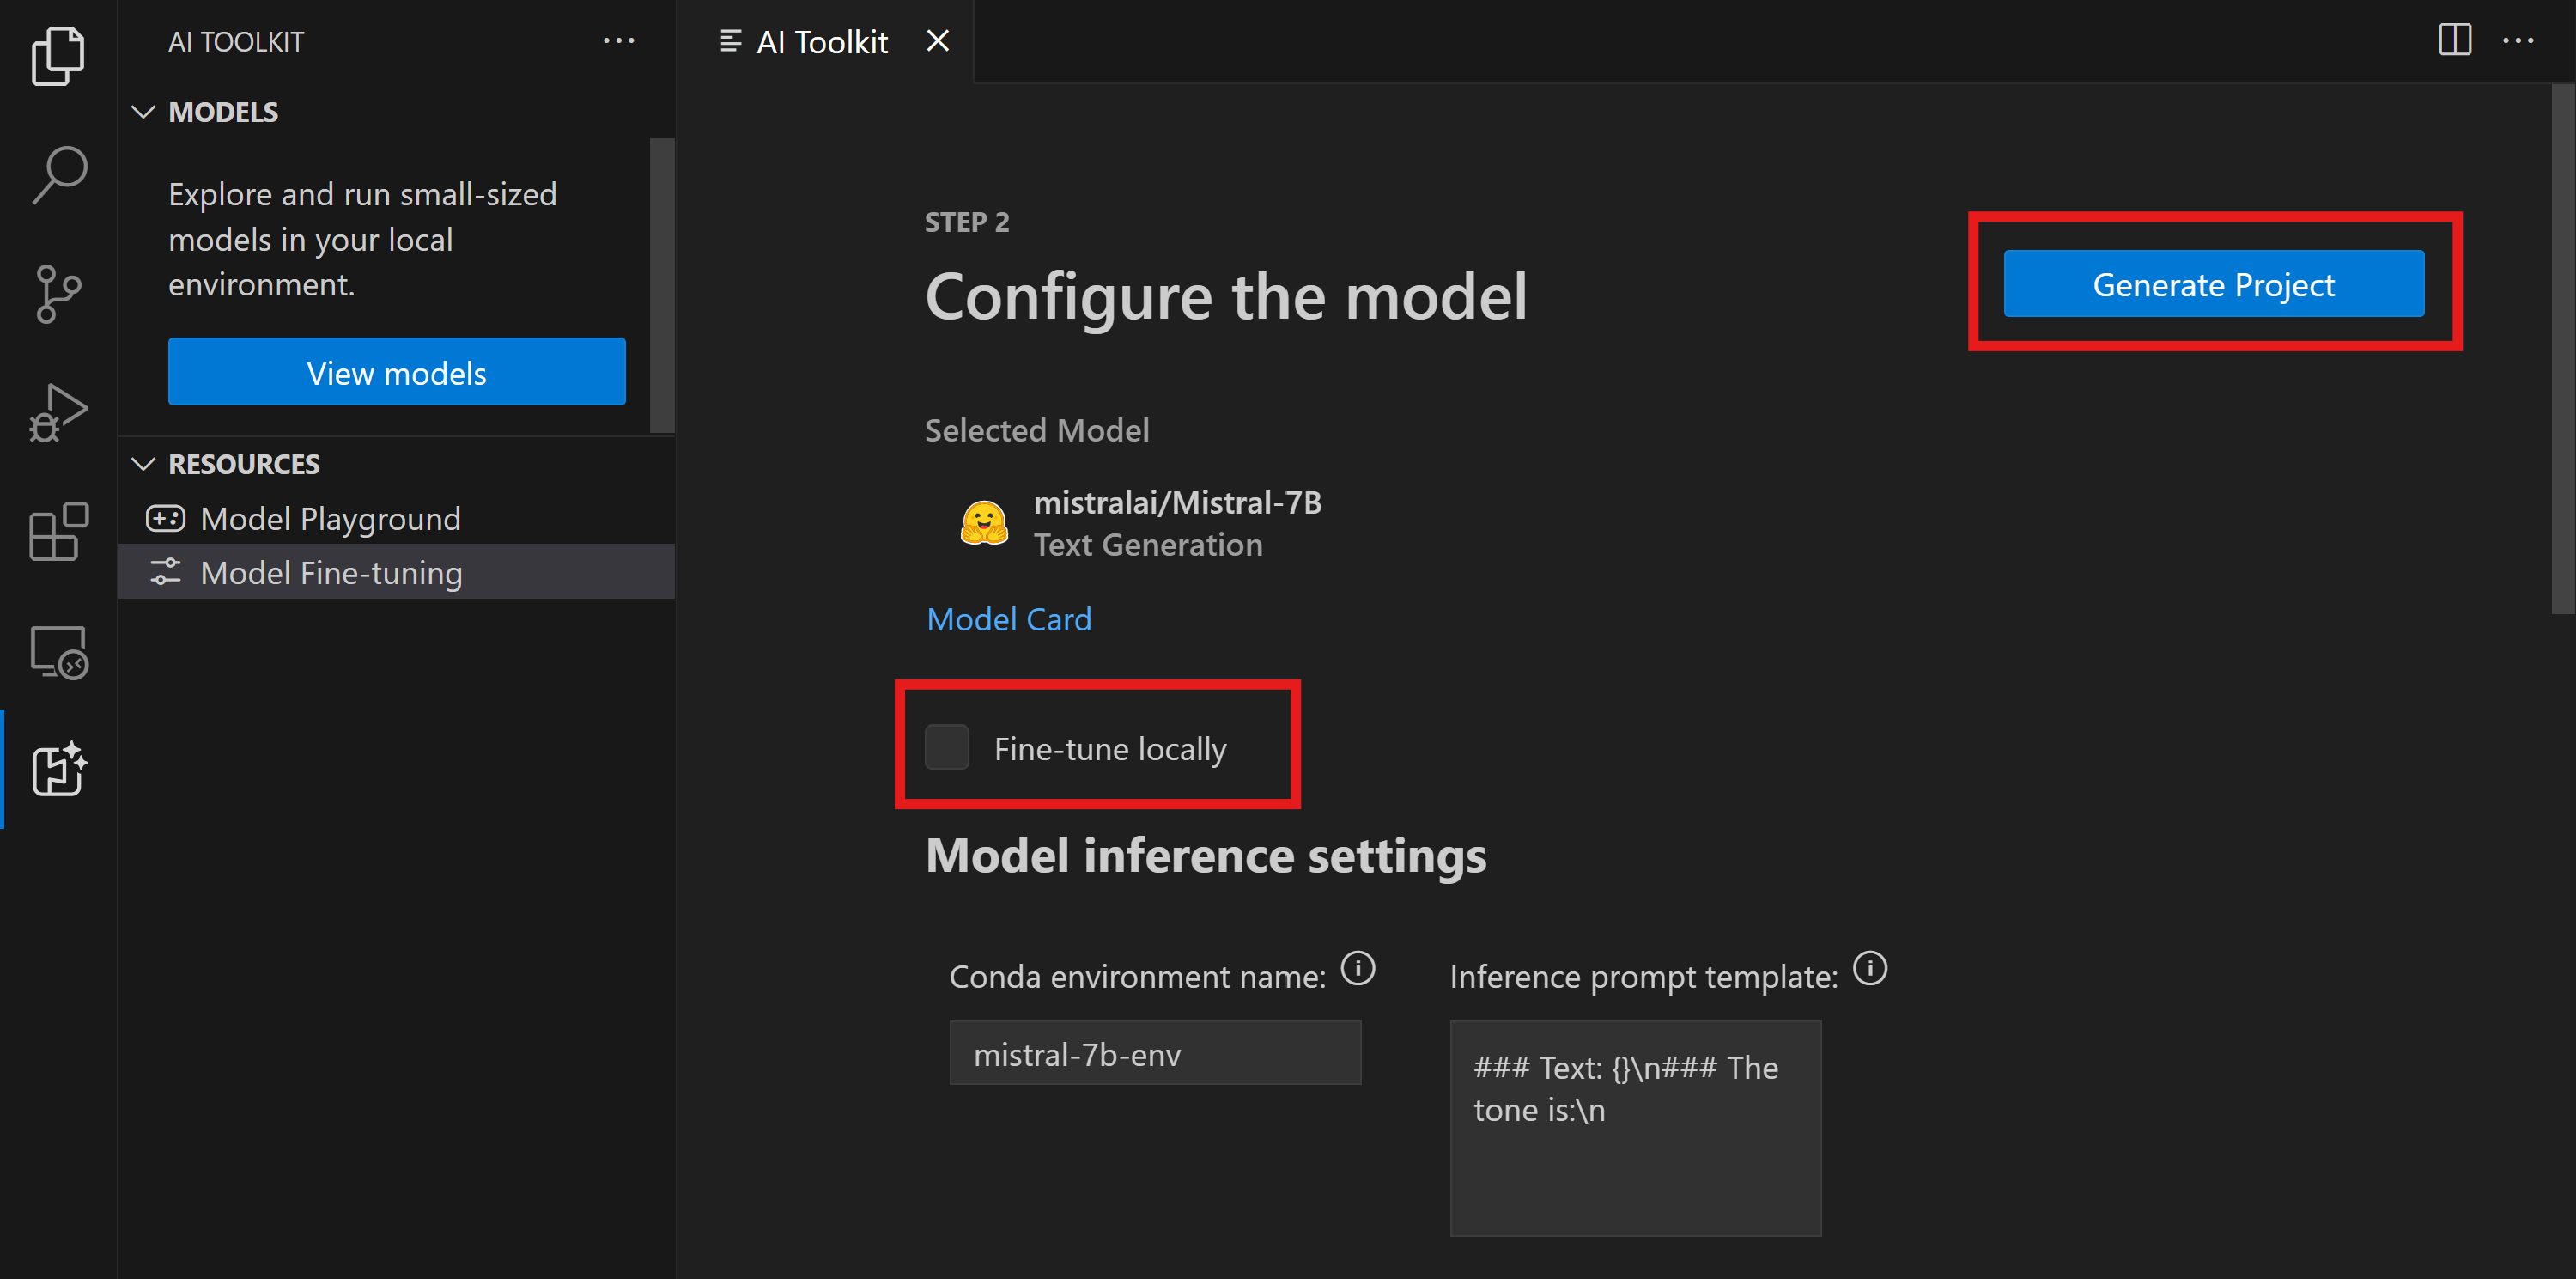 AI TOOLKIT
MODELS
Explore and run small-sized
models in your local
environment.
View models
RESOURCES
Model Playground
Model Fine-tuning
AI Toolkit
STEP 2
Configure the model
Generate Project
Selected Model
mistralai/Mistral-7B
Text Generation
Model Card
Fine-tune locally
Model inference settings
Conda environment name:
mistral-7b-env
Inference prompt template:
### Text: {}\n### The
tone is:\n